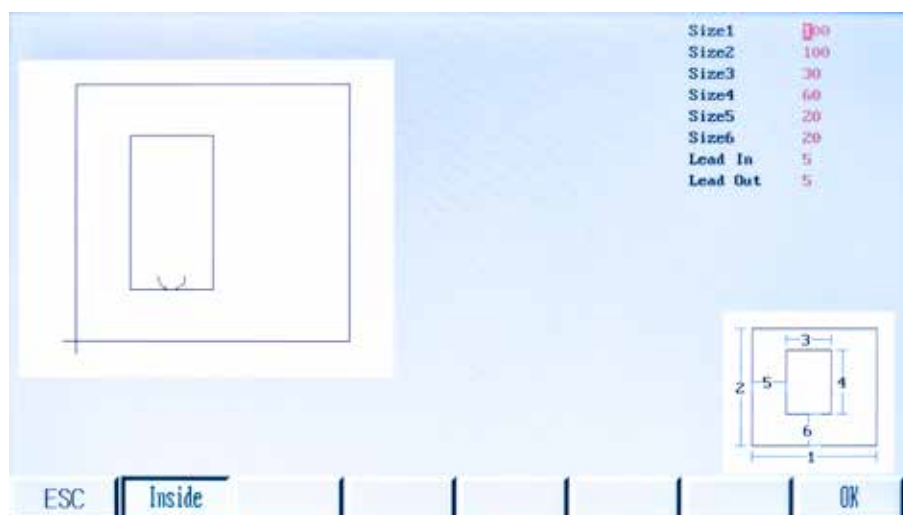 Size1 100
Size2 100
Size3 30
Size4 60
Size5 20
Size6 20
Lead In 5
Lead Out 5
3
2 5 4
6
1
ESC Inside OK